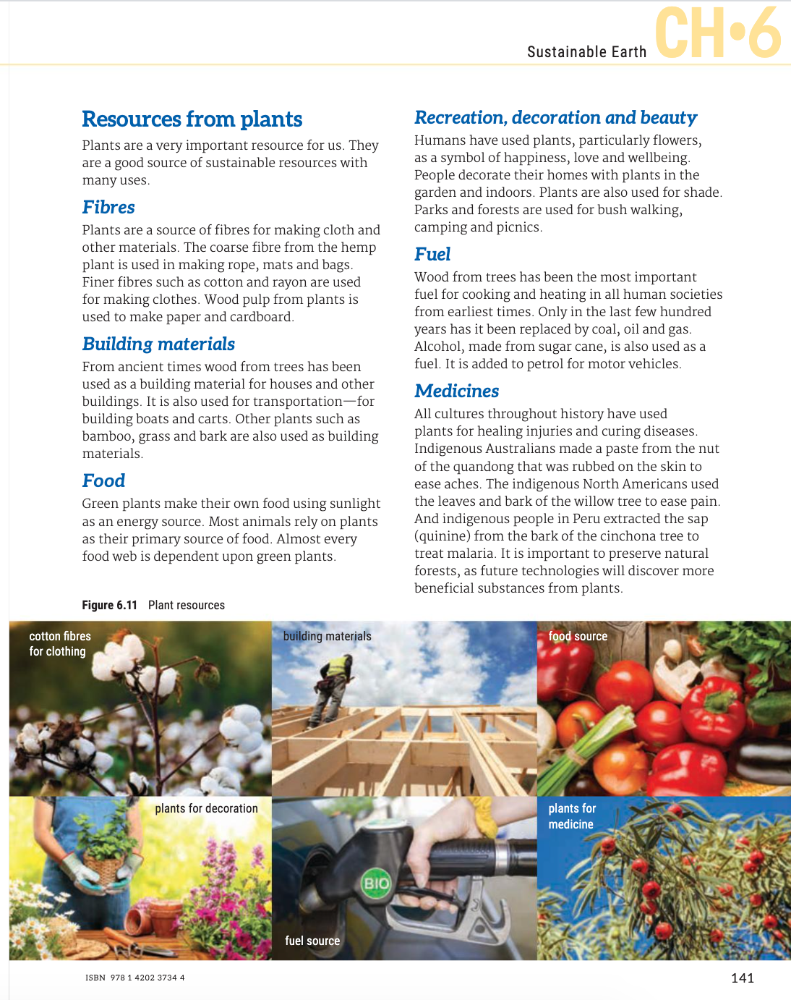 Sustainable Earth
CH•6
Resources from plants
Plants are a very important resource for us. They
are a good source of sustainable resources with
many uses.
Fibres
Plants are a source of fibres for making cloth and
other materials. The coarse fibre from the hemp
plant is used in making rope, mats and bags.
Finer fibres such as cotton and rayon are used
for making clothes. Wood pulp from plants is
used to make paper and cardboard.
Building materials
From ancient times wood from trees has been
used as a building material for houses and other
buildings. It is also used for transportation—for
building boats and carts. Other plants such as
bamboo, grass and bark are also used as building
materials.
Food
Green plants make their own food using sunlight
as an energy source. Most animals rely on plants
as their primary source of food. Almost every
food web is dependent upon green plants.
Recreation, decoration and beauty
Humans have used plants, particularly flowers,
as a symbol of happiness, love and wellbeing.
People decorate their homes with plants in the
garden and indoors. Plants are also used for shade.
Parks and forests are used for bush walking,
camping and picnics.
Fuel
Wood from trees has been the most important
fuel for cooking and heating in all human societies
from earliest times. Only in the last few hundred
years has it been replaced by coal, oil and gas.
Alcohol, made from sugar cane, is also used as a
fuel. It is added to petrol for motor vehicles.
Medicines
All cultures throughout history have used
plants for healing injuries and curing diseases.
Indigenous Australians made a paste from the nut
of the quandong that was rubbed on the skin to
ease aches. The indigenous North Americans used
the leaves and bark of the willow tree to ease pain.
And indigenous people in Peru extracted the sap
(quinine) from the bark of the cinchona tree to
treat malaria. It is important to preserve natural
forests, as future technologies will discover more
beneficial substances from plants.
Figure 6.11 Plant resources
cotton fibres
for clothing
building materials
food source
plants for decoration
BIO
fuel source
plants for
medicine
ISBN 978 1 4202 3734 4
141